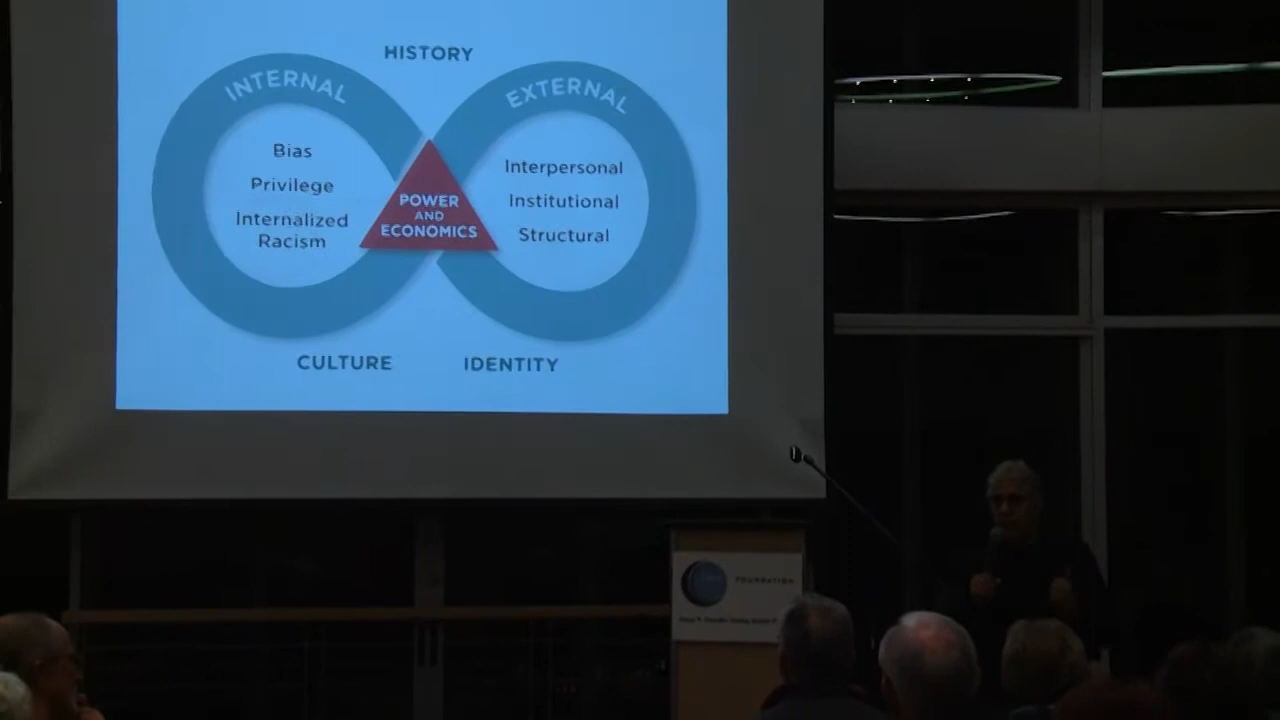 HISTORY
INTERNAL
EXTERNAL
Bias
Privilege
Internalized
Racism
POWER
AND
ECONOMICS
Interpersonal
Institutional
Structural
CULTURE
IDENTITY
FOUNDATION